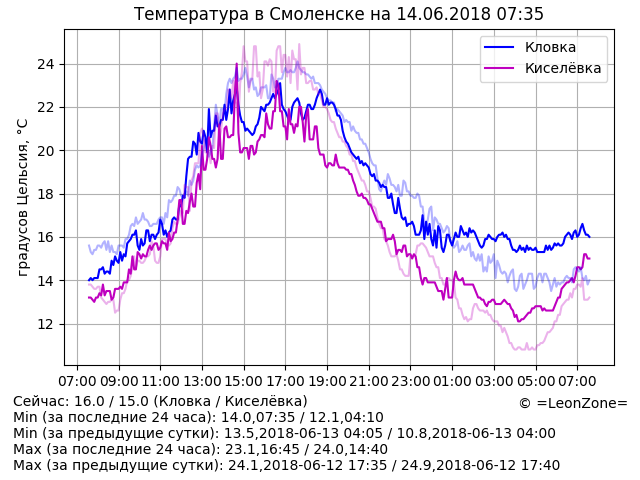 Температура в Смоленске на 14.06.2018 07:35
Кловка
Киселёвка
градусов Цельсия, °C
24
22
20
18
16
14
12
07:00 09:00 11:00 13:00 15:00 17:00 19:00 21:00 23:00 01:00 03:00 05:00 07:00
Сейчас: 16.0 / 15.0 (Кловка / Киселёвка)
© =LeonZone=
Min (за последние 24 часа): 14.0,07:35 / 12.1,04:10
Min (за предыдущие сутки): 13.5,2018-06-13 04:05 / 10.8,2018-06-13 04:00
Max (за последние 24 часа): 23.1,16:45 / 24.0,14:40
Max (за предыдущие сутки): 24.1,2018-06-12 17:35 / 24.9,2018-06-12 17:40